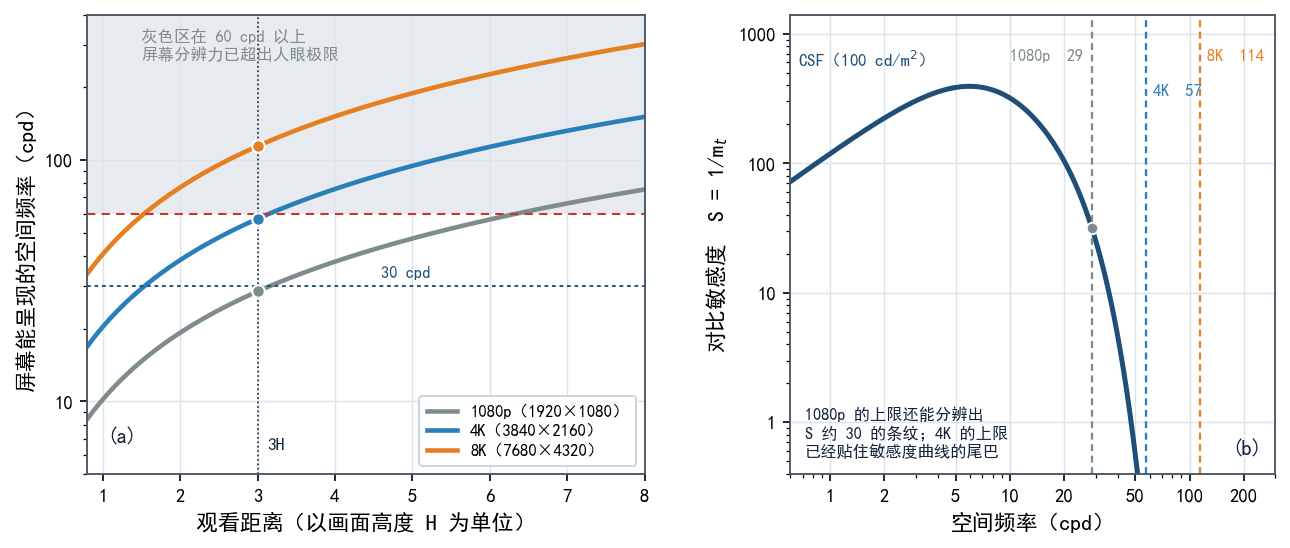 灰色区在 60 cpd 以上
屏幕分辨力已超出人眼极限
屏幕能呈现的空间频率（cpd）
100
10
30 cpd
3H
(a)
1080p（1920×1080）
4K（3840×2160）
8K（7680×4320）
1 2 3 4 5 6 7 8
观看距离（以画面高度 H 为单位）
对比敏感度 S = 1/mₜ
1000
100
10
1
CSF（100 cd/m²）
1080p 29
4K 57
8K 114
1080p 的上限还能分辨出
S 约 30 的条纹；4K 的上限
已经贴住敏感度曲线的尾巴
(b)
1 2 5 10 20 50 100 200
空间频率（cpd）